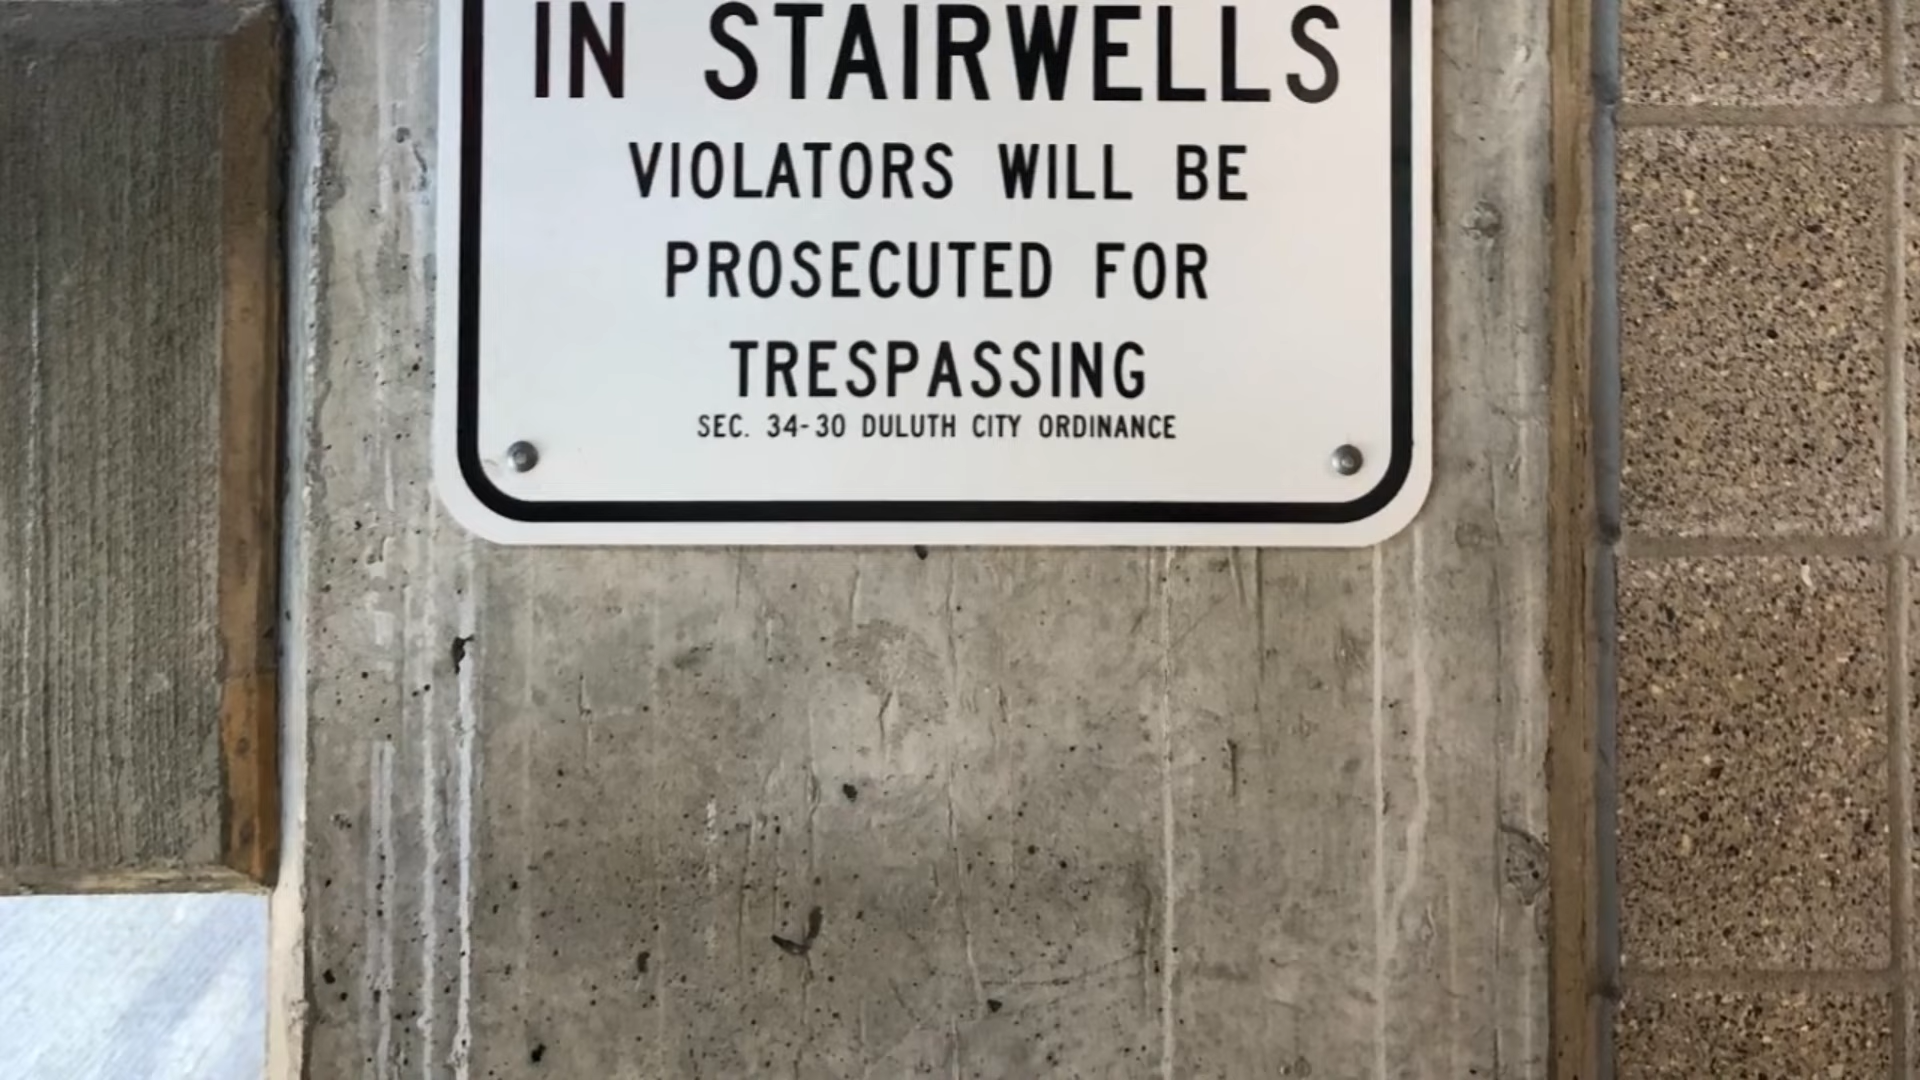 IN STAIRWELLS
VIOLATORS WILL BE
PROSECUTED FOR
TRESPASSING
SEC. 34-30 DULUTH CITY ORDINANCE